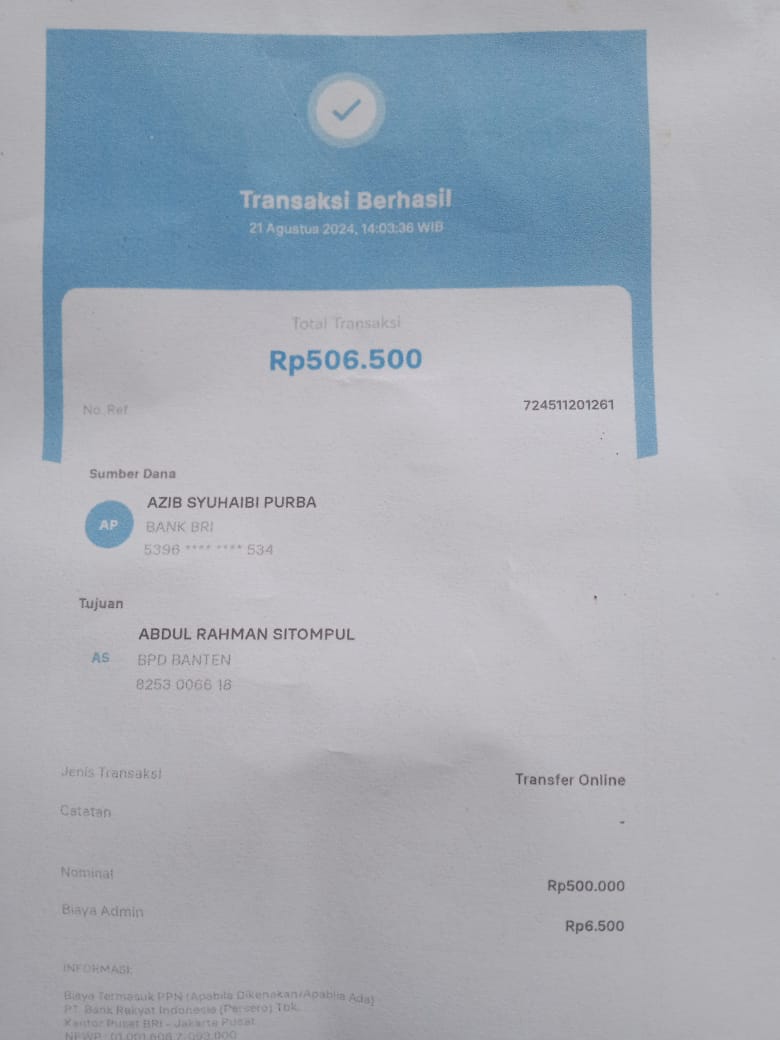 Transaksi Berhasil
21 Agustus 2024, 14:03:36 WIB
Total Transaksi
Rp506.500
No. Ref
724511201261
Sumber Dana
AP
AZIB SYUHAIBI PURBA
BANK BRI
5396 **** **** 534
Tujuan
AS
ABDUL RAHMAN SITOMPUL
BPD BANTEN
8253 0066 18
Jenis Transaksi
Transfer Online
Catatan
-
Nominal
Rp500.000
Biaya Admin
Rp6.500
INFORMASI:
Biaya Termasuk PPN (Apabila Dikenakan/Apabila Ada)
PT. Bank Rakyat Indonesia (Persero) Tbk.
Kantor Pusat BRI - Jakarta Pusat
NPWP :